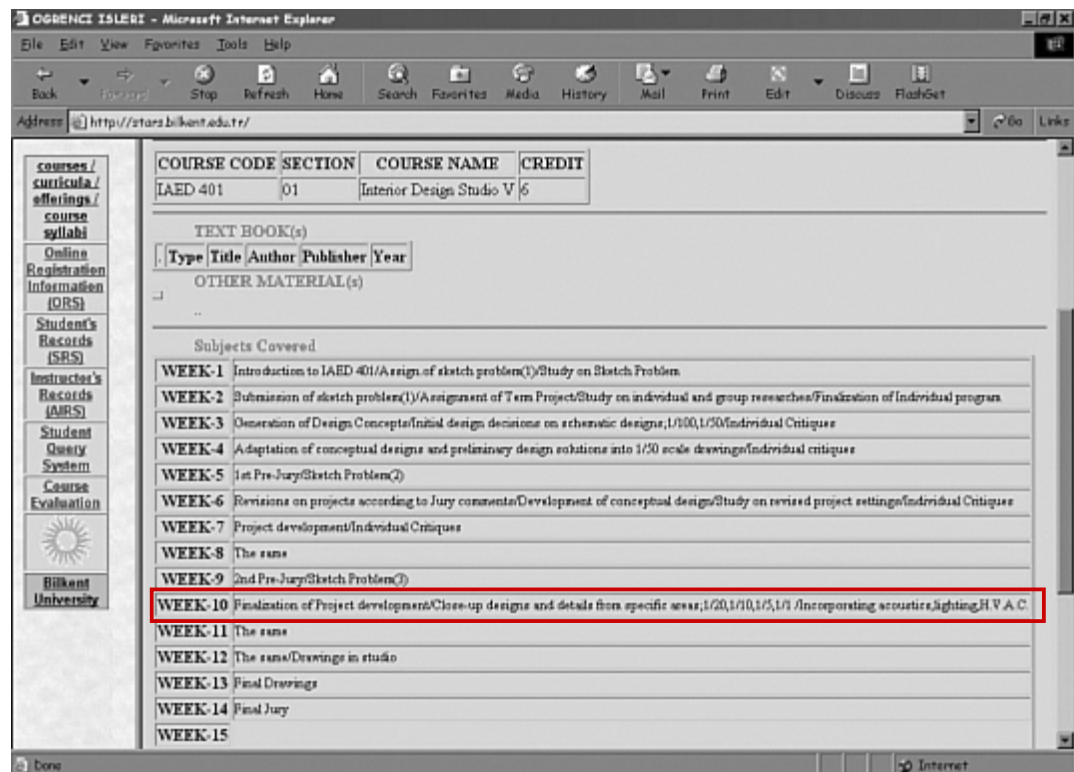 OGRENCI ISLERI - Microsoft Internet Explorer
File Edit View Favorites Tools Help
Back Forward Stop Refresh Home Search Favorites Media History Mail Print Edit Discuss FlashGet
Address http://stars.bilkent.edu.tr/ Go Links
courses /
curricula /
offerings /
course
syllabi
Online
Registration
Information
(ORS)
Student's
Records
(SRS)
Instructor's
Records
(AIRS)
Student
Query
System
Course
Evaluation
Bilkent
University
COURSE CODE SECTION COURSE NAME CREDIT
IAED 401 01 Interior Design Studio V 6
TEXT BOOK(s)
. Type Title Author Publisher Year
OTHER MATERIAL(s)
..
Subjects Covered
WEEK-1 Introduction to IAED 401/Assign.of sketch problem(1)/Study on Sketch Problem
WEEK-2 Submission of sketch problem(1)/Assignment of Term Project/Study on individual and group researches/Finalization of Individual program
WEEK-3 Generation of Design Concepts/Initial design decisions on schematic designs;1/100,1/50/Individual Critiques
WEEK-4 Adaptation of conceptual designs and preliminary design solutions into 1/50 scale drawings/Individual critiques
WEEK-5 1st Pre-Jury/Sketch Problem(2)
WEEK-6 Revisions on projects according to Jury comments/Development of conceptual design/Study on revised project settings/Individual Critiques
WEEK-7 Project development/Individual Critiques
WEEK-8 The same
WEEK-9 2nd Pre-Jury/Sketch Problem(3)
WEEK-10 Finalization of Project development/Close-up designs and details from specific areas;1/20,1/10,1/5,1/1 /Incorporating acoustics,lighting,H.V.A.C.
WEEK-11 The same
WEEK-12 The same/Drawings in studio
WEEK-13 Final Drawings
WEEK-14 Final Jury
WEEK-15
Done Internet